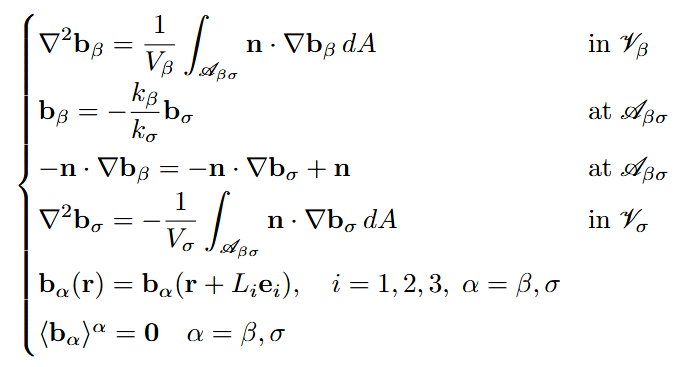 ∇²b_β = 1/V_β ∫_{𝒜_βσ} n · ∇b_β dA in 𝒱_β
b_β = −k_β/k_σ b_σ at 𝒜_βσ
−n · ∇b_β = −n · ∇b_σ + n at 𝒜_βσ
∇²b_σ = −1/V_σ ∫_{𝒜_βσ} n · ∇b_σ dA in 𝒱_σ
b_α(r) = b_α(r + L_i e_i), i = 1, 2, 3, α = β, σ
⟨b_α⟩^α = 0 α = β, σ